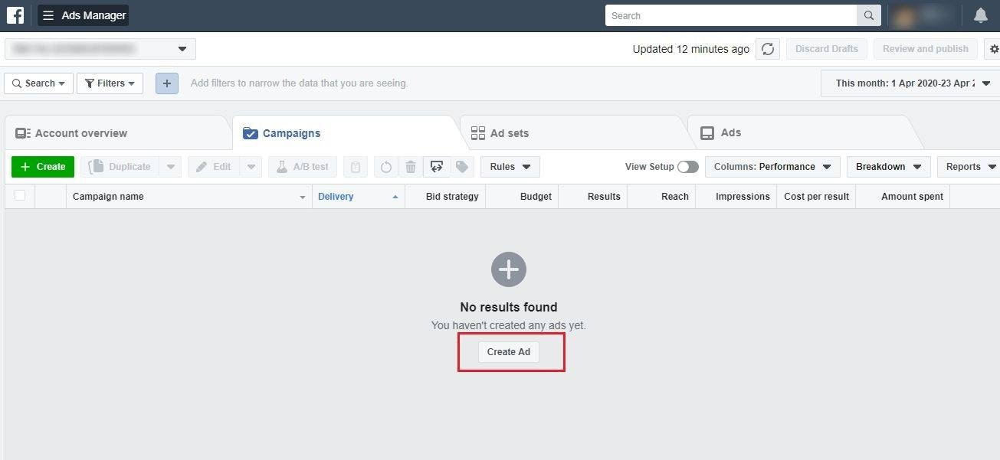 Ads Manager
Search
Updated 12 minutes ago
Discard Drafts
Review and publish
Search
Filters
Add filters to narrow the data that you are seeing.
This month: 1 Apr 2020-23 Apr
Account overview
Campaigns
Ad sets
Ads
+ Create
Duplicate
Edit
A/B test
Rules
View Setup
Columns: Performance
Breakdown
Reports
Campaign name
Delivery
Bid strategy
Budget
Results
Reach
Impressions
Cost per result
Amount spent
No results found
You haven't created any ads yet.
Create Ad